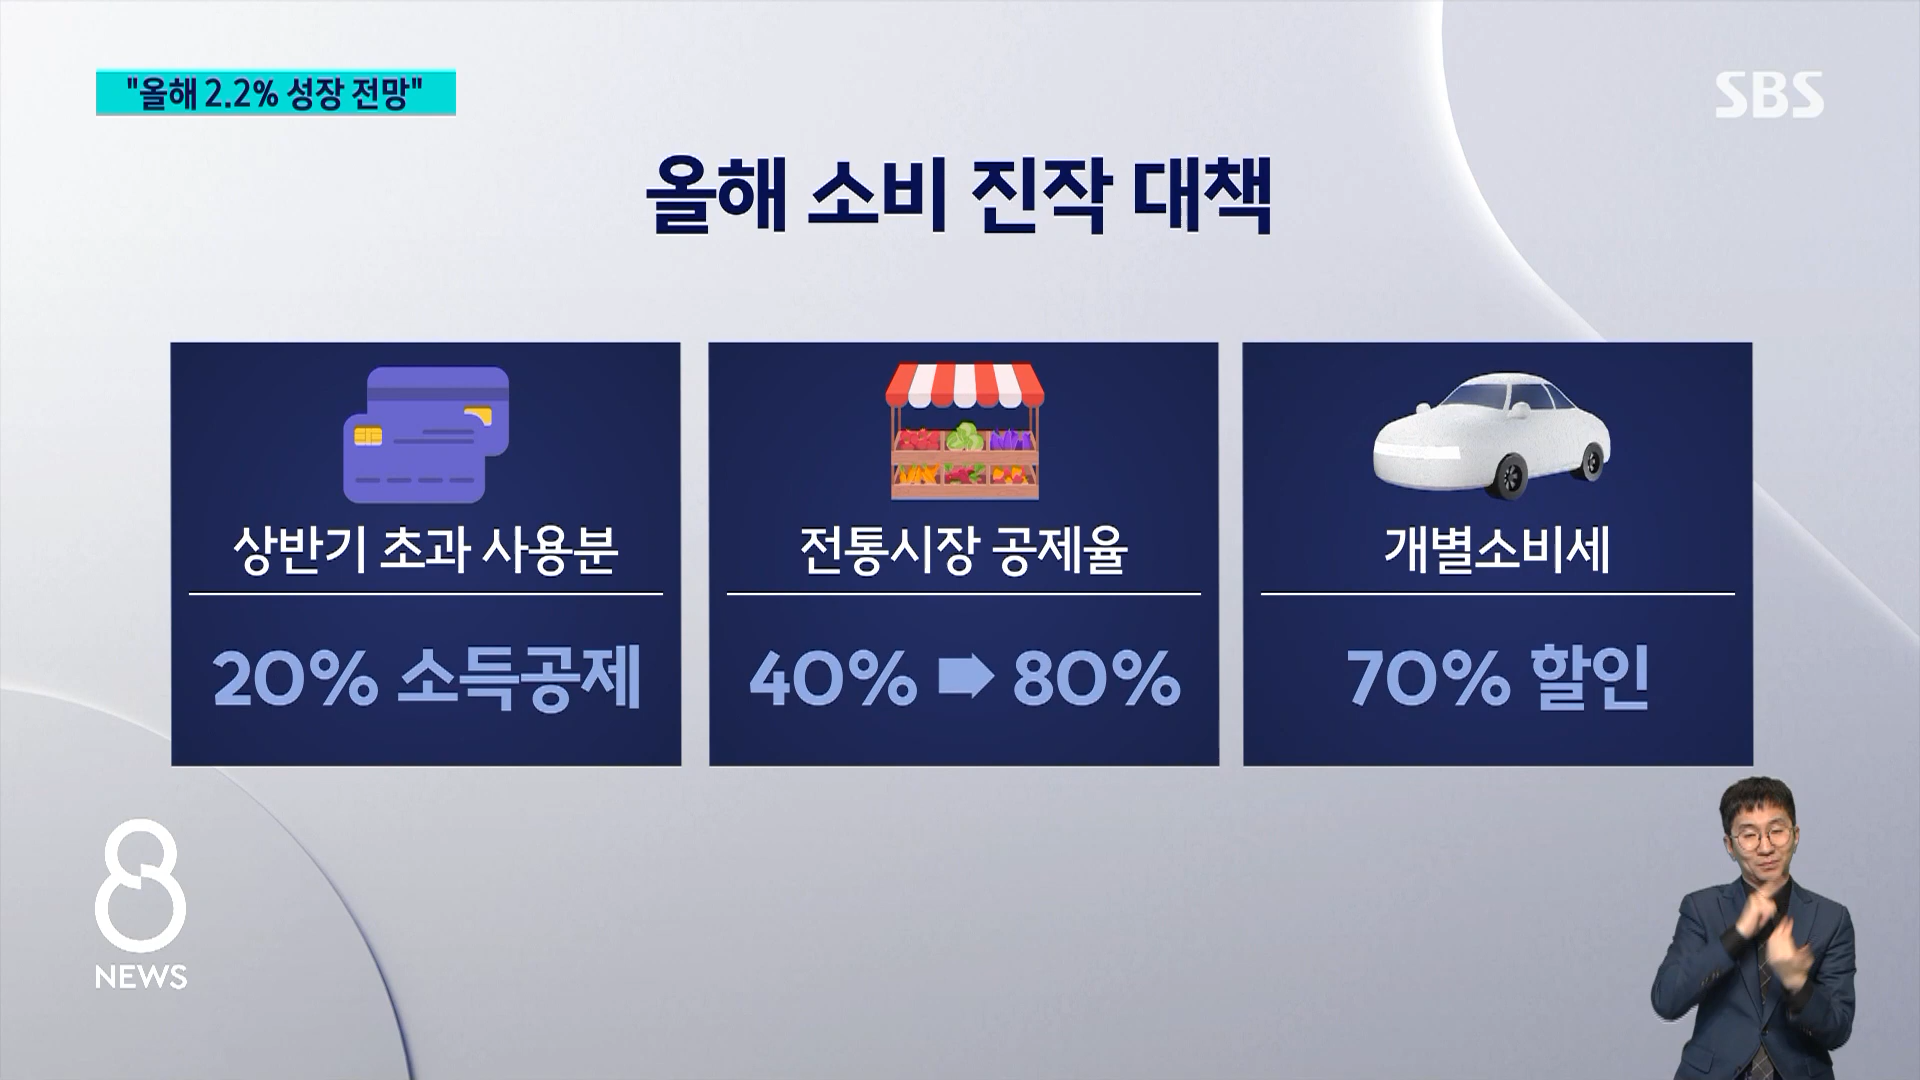 "올해 2.2% 성장 전망"
SBS
올해 소비 진작 대책
상반기 초과 사용분
20% 소득공제
전통시장 공제율
40% ➡ 80%
개별소비세
70% 할인
8
NEWS